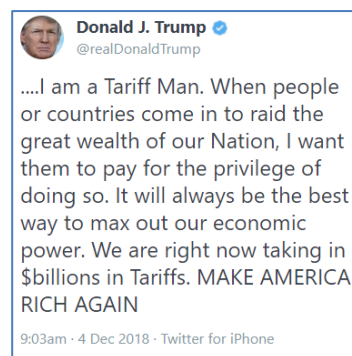 Donald J. Trump
@realDonaldTrump
....I am a Tariff Man. When people
or countries come in to raid the
great wealth of our Nation, I want
them to pay for the privilege of
doing so. It will always be the best
way to max out our economic
power. We are right now taking in
$billions in Tariffs. MAKE AMERICA
RICH AGAIN
9:03am · 4 Dec 2018 · Twitter for iPhone